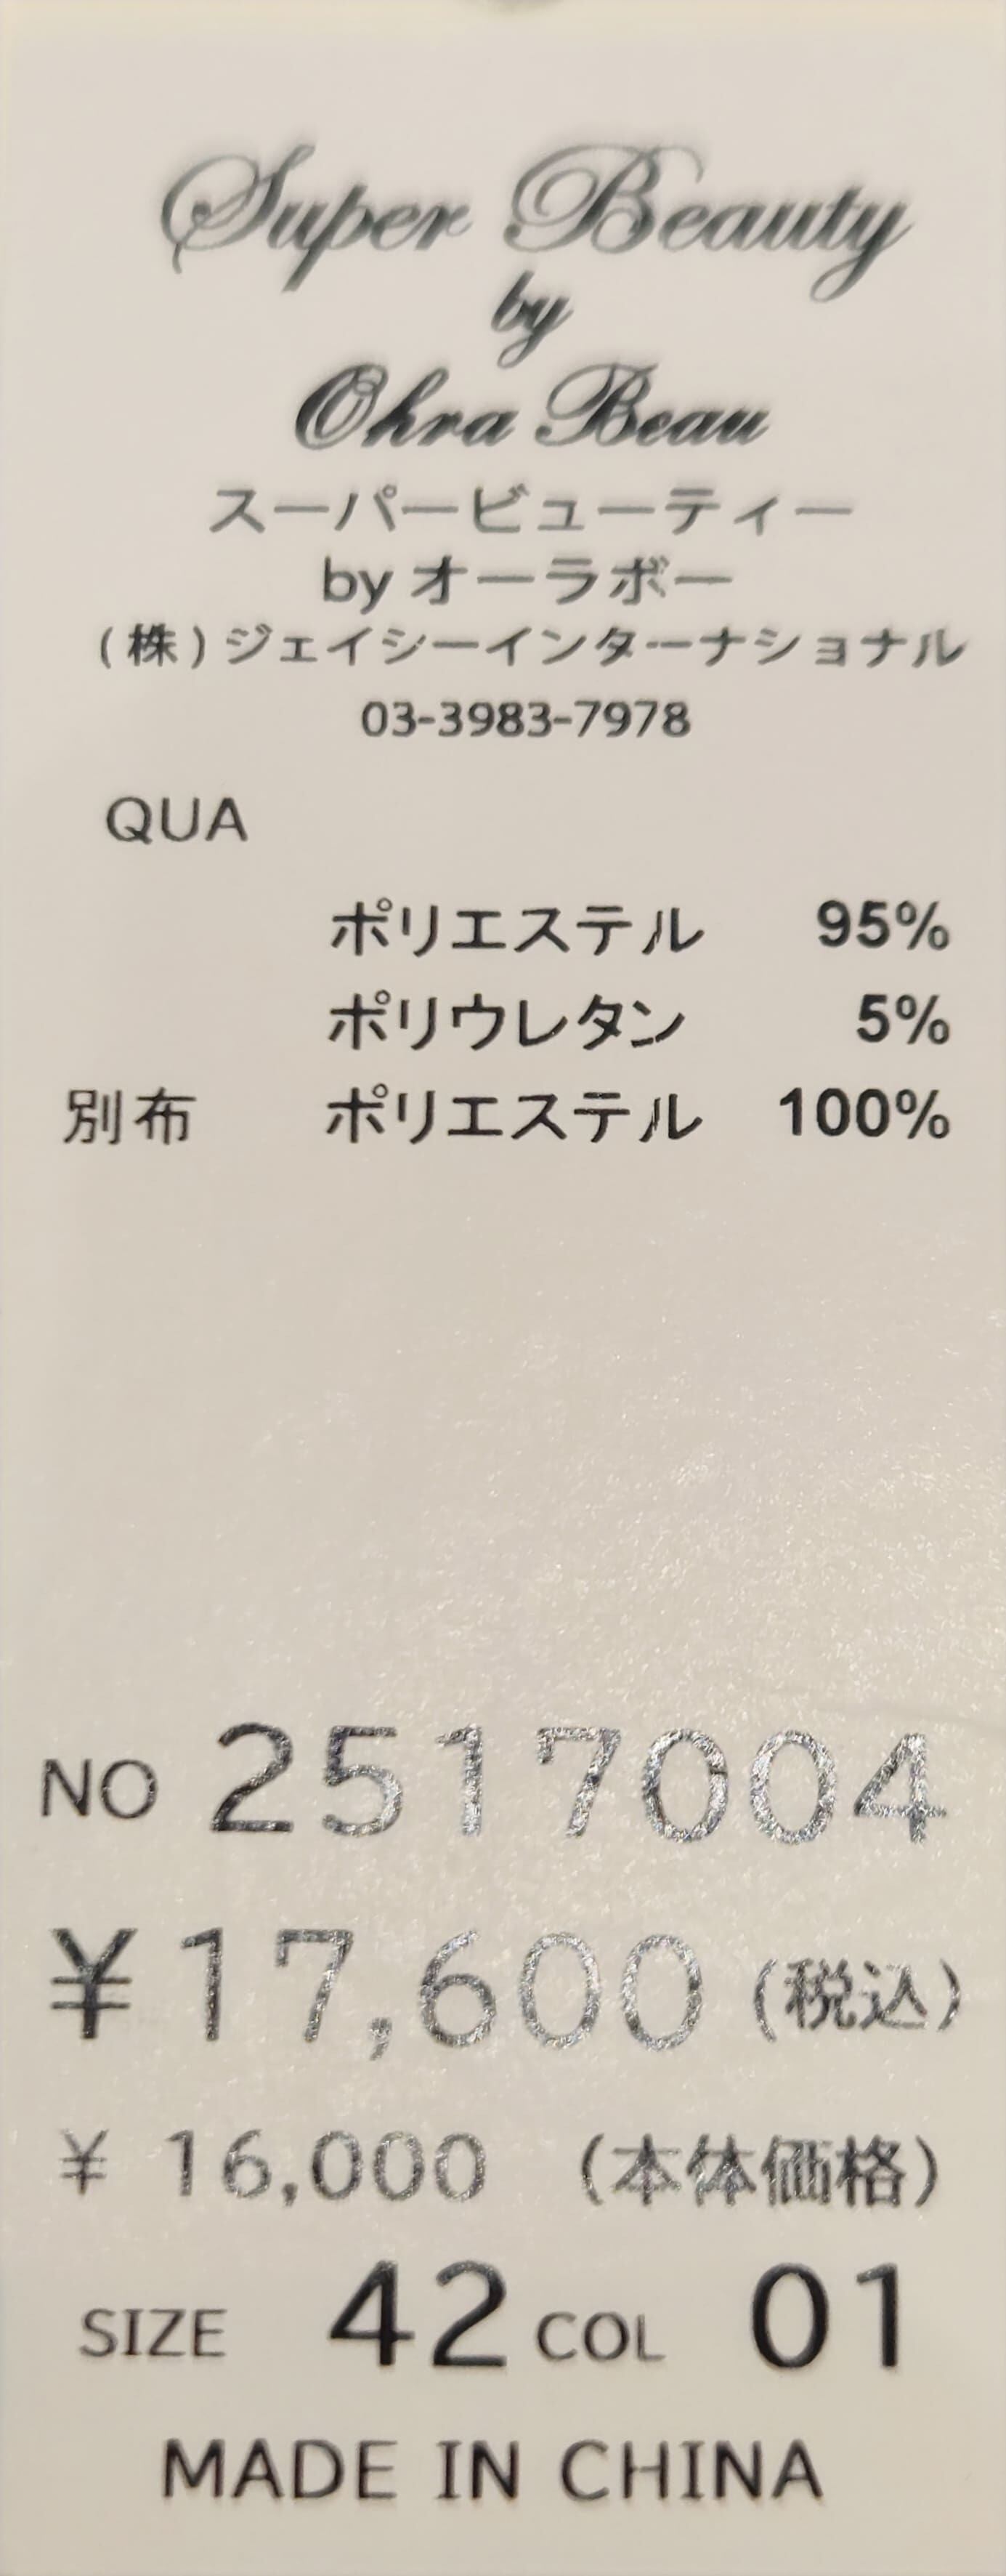 Super Beauty
by
Ohra Beau
スーパービューティー
by オーラボー
(株)ジェイシーインターナショナル
03-3983-7978
QUA
ポリエステル 95%
ポリウレタン 5%
別布 ポリエステル 100%
NO 2517004
¥17,600 (税込)
¥ 16,000 (本体価格)
SIZE 42 COL 01
MADE IN CHINA